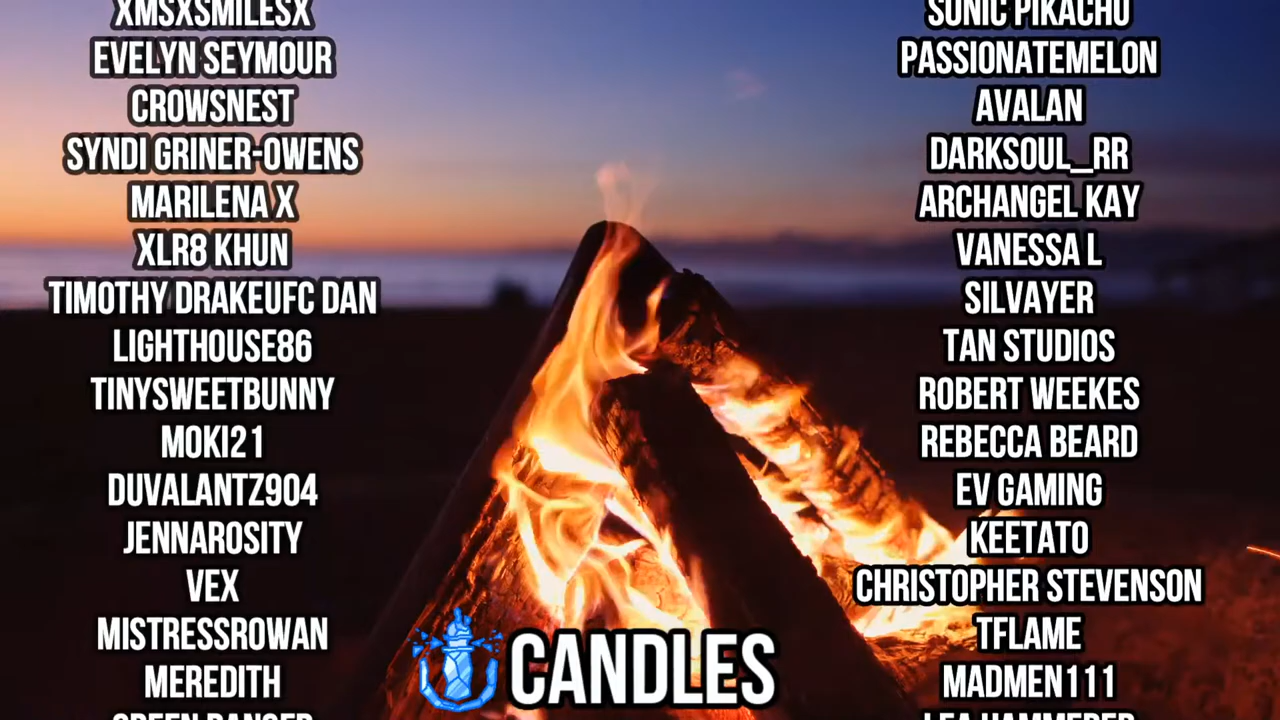 XMSXSMILESX
EVELYN SEYMOUR
CROWSNEST
SYNDI GRINER-OWENS
MARILENA X
XLR8 KHUN
TIMOTHY DRAKEUFC DAN
LIGHTHOUSE86
TINYSWEETBUNNY
MOKI21
DUVALANTZ904
JENNAROSITY
VEX
MISTRESSROWAN
MEREDITH
GREEN RANGER
SONIC PIKACHU
PASSIONATEMELON
AVALAN
DARKSOUL_RR
ARCHANGEL KAY
VANESSA L
SILVAYER
TAN STUDIOS
ROBERT WEEKES
REBECCA BEARD
EV GAMING
KEETATO
CHRISTOPHER STEVENSON
TFLAME
MADMEN111
CANDLES